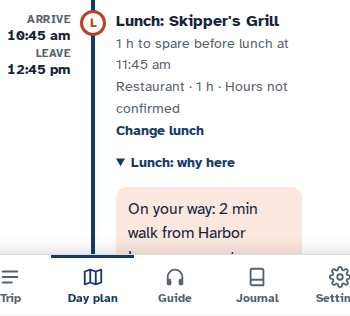 ARRIVE
10:45 am
LEAVE
12:45 pm
L
Lunch: Skipper's Grill
1 h to spare before lunch at
11:45 am
Restaurant · 1 h · Hours not
confirmed
Change lunch
▼ Lunch: why here
On your way: 2 min
walk from Harbor
Trip
Day plan
Guide
Journal
Settin